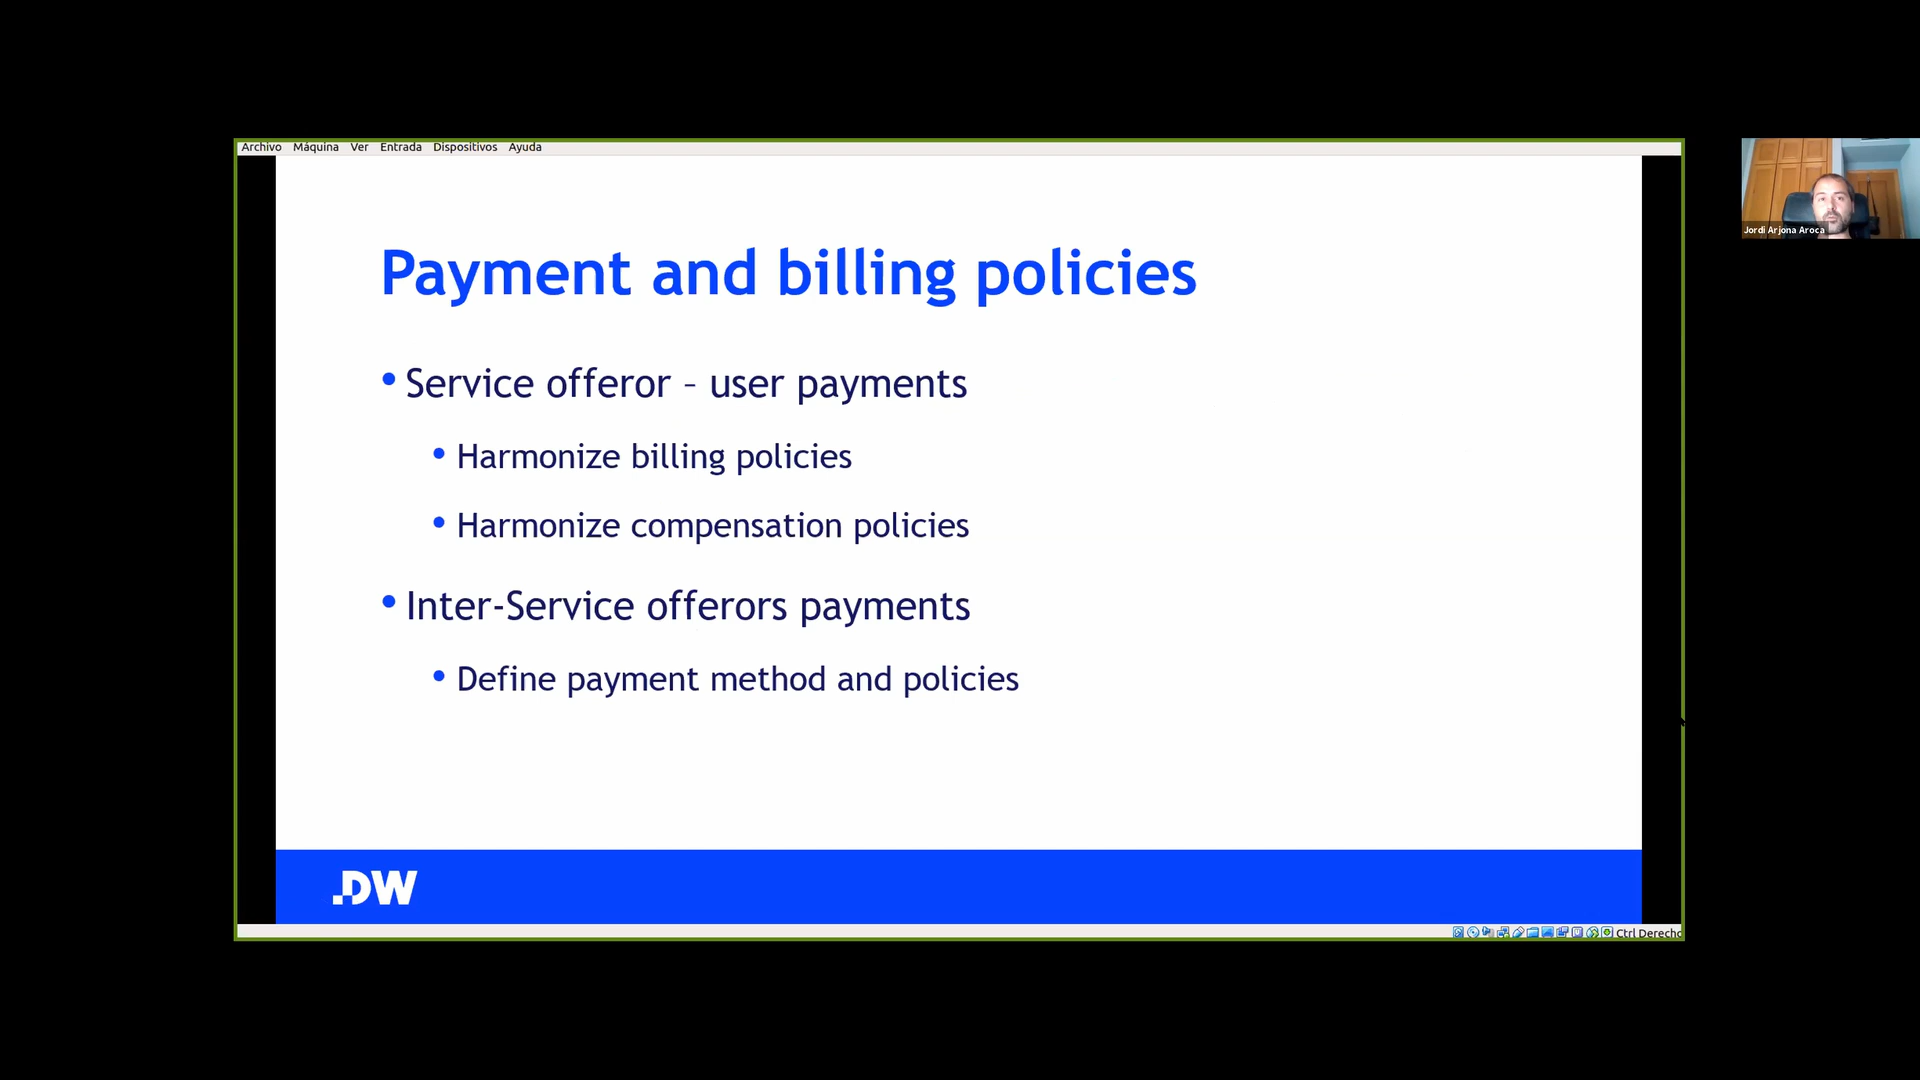 Archivo Máquina Ver Entrada Dispositivos Ayuda
Payment and billing policies
• Service offeror – user payments
• Harmonize billing policies
• Harmonize compensation policies
• Inter-Service offerors payments
• Define payment method and policies
.DW
Ctrl Derecho
Jordi Arjona Aroca